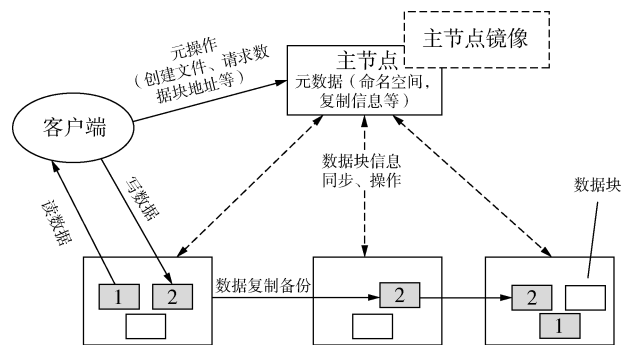 主节点镜像
元操作
（创建文件、请求数
据块地址等）
主节点
元数据（命名空间，
复制信息等）
客户端
数据块信息
同步、操作
数据块
读数据
写数据
数据复制备份
1
2
2
2
1